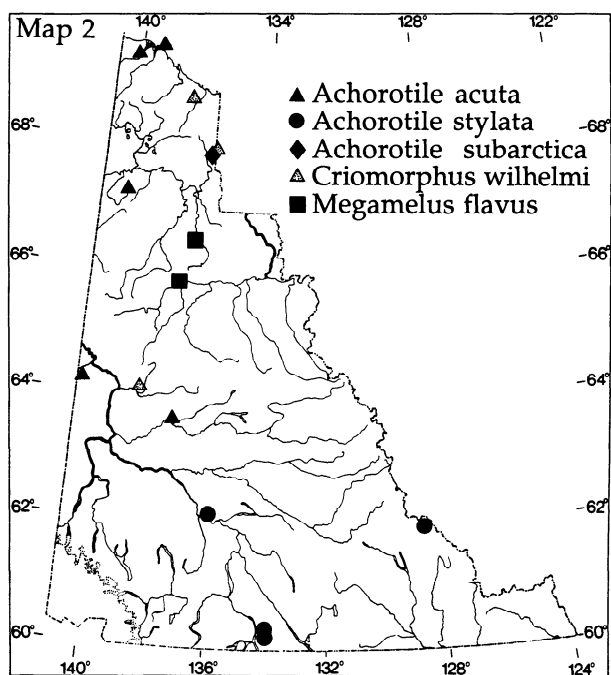 Map 2
140° 134° 128° 122°
▲ Achorotile acuta
● Achorotile stylata
◆ Achorotile subarctica
▲ Criomorphus wilhelmi
■ Megamelus flavus
68° 68°
66° 66°
64° 64°
62° 62°
60° 60°
140° 136° 132° 128° 124°